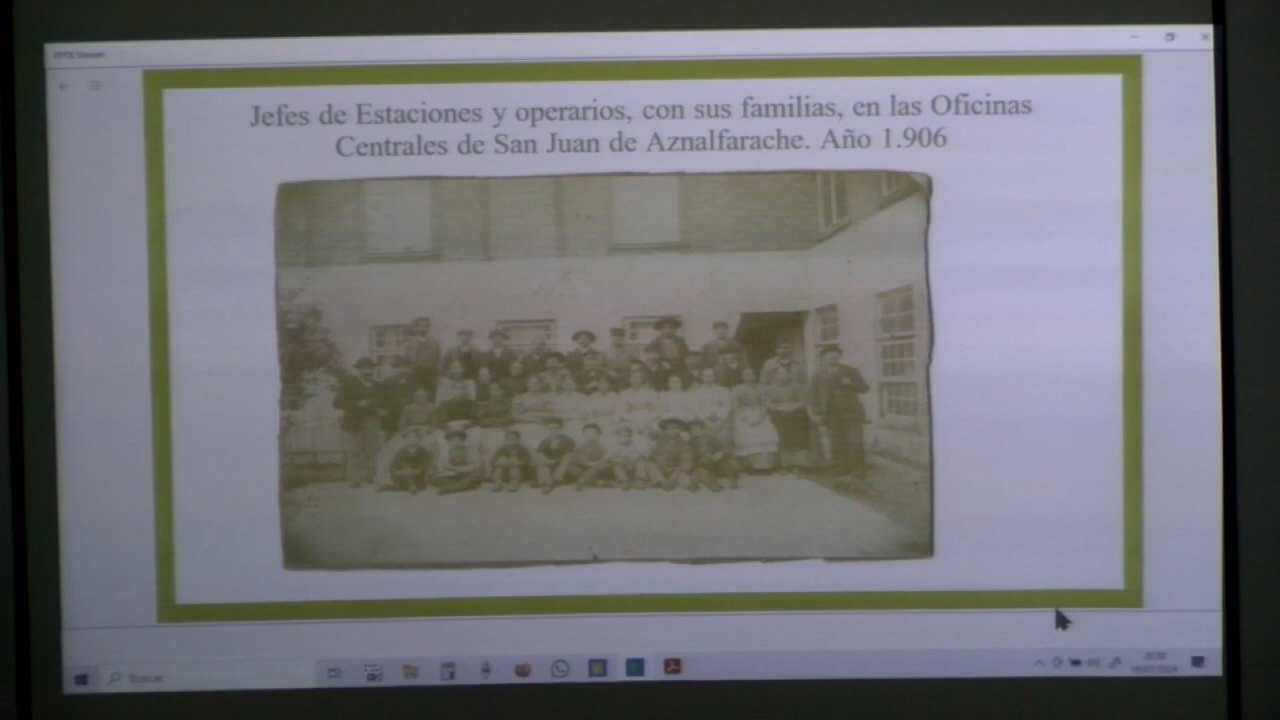 Jefes de Estaciones y operarios, con sus familias, en las Oficinas
Centrales de San Juan de Aznalfarache. Año 1.906
Buscar